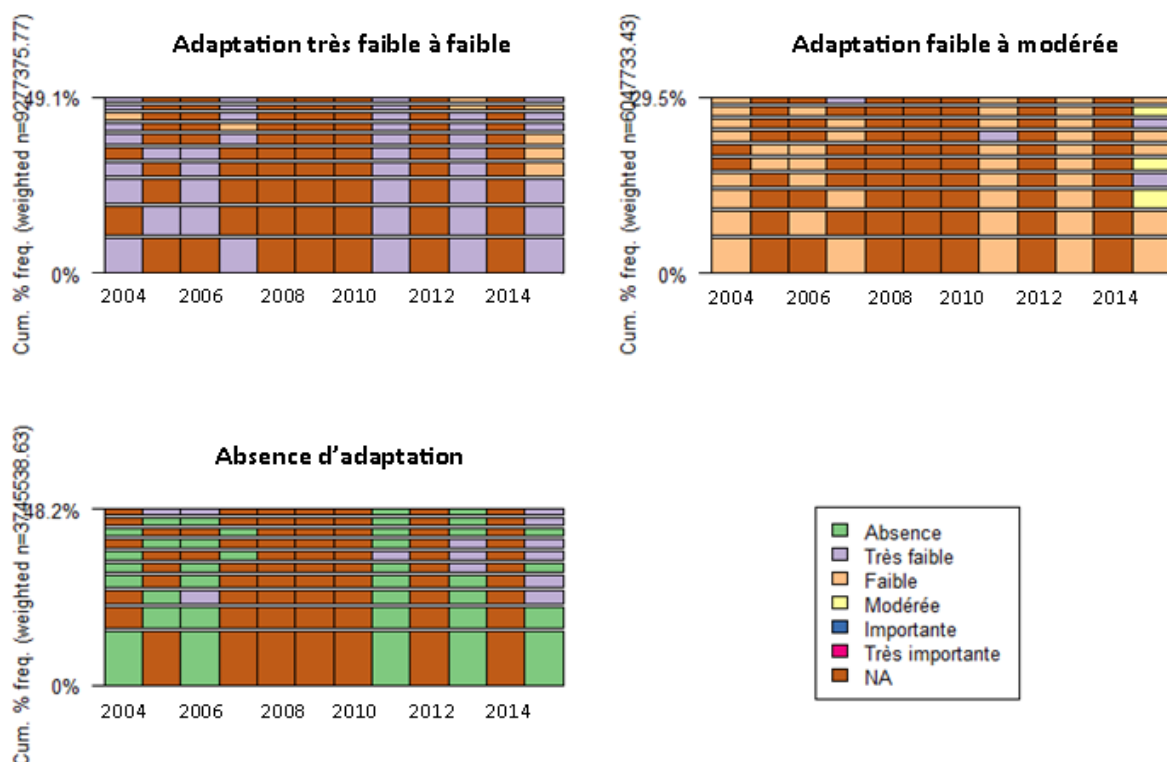 Adaptation très faible à faible
Cum. % freq. (weighted n=9277375.77)
49.1%
0%
2004 2006 2008 2010 2012 2014
Adaptation faible à modérée
Cum. % freq. (weighted n=6047733.43)
29.5%
0%
2004 2006 2008 2010 2012 2014
Absence d'adaptation
Cum. % freq. (weighted n=3745538.63)
48.2%
0%
2004 2006 2008 2010 2012 2014
Absence
Très faible
Faible
Modérée
Importante
Très importante
NA